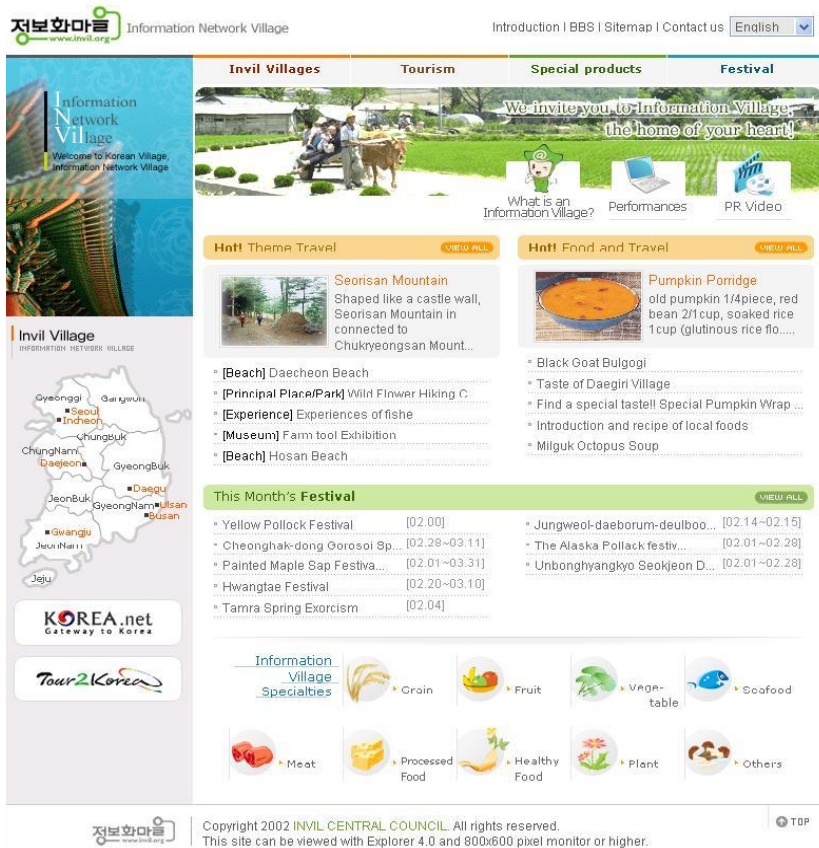 정보화마을
www.invil.org
Information Network Village
Introduction | BBS | Sitemap | Contact us
English
Invil Villages
Tourism
Special products
Festival
Information
Network
Village
Welcome to Korean Village,
Information Network Village
We invite you to Information Village,
the home of your heart!
What is an
Information Village?
Performances
PR Video
Hot! Theme Travel
VIEW ALL
Seorisan Mountain
Shaped like a castle wall,
Seorisan Mountain in
connected to
Chukryeongsan Mount...
[Beach] Daecheon Beach
[Principal Place/Park] Wild Flower Hiking C
[Experience] Experiences of fishe
[Museum] Farm tool Exhibition
[Beach] Hosan Beach
Hot! Food and Travel
VIEW ALL
Pumpkin Porridge
old pumpkin 1/4piece, red
bean 2/1cup, soaked rice
1cup (glutinous rice flo.....
Black Goat Bulgogi
Taste of Daegiri Village
Find a special taste!! Special Pumpkin Wrap ...
Introduction and recipe of local foods
Milguk Octopus Soup
Invil Village
INFORMATION NETWORK VILLAGE
Gyeonggi
Gangwon
Seoul
Incheon
ChungBuk
ChungNam
Daejeon
GyeongBuk
Daegu
JeonBuk
GyeongNam
Ulsan
Busan
Gwangju
JeonNam
Jeju
KOREA.net
Gateway to Korea
Tour2Korea
This Month's Festival
VIEW ALL
Yellow Pollock Festival [02.00]
Cheonghak-dong Gorosoi Sp... [02.28~03.11]
Painted Maple Sap Festiva... [02.01~03.31]
Hwangtae Festival [02.20~03.10]
Tamra Spring Exorcism [02.04]
Jungweol-daeborum-deulboo... [02.14~02.15]
The Alaska Pollack festiv... [02.01~02.28]
Unbonghyangkyo Seokjeon D... [02.01~02.28]
Information
Village
Specialties
Grain
Fruit
Vege-
table
Seafood
Meat
Processed
Food
Healthy
Food
Plant
Others
TOP
정보화마을
www.invil.org
Copyright 2002 INVIL CENTRAL COUNCIL. All rights reserved.
This site can be viewed with Explorer 4.0 and 800x600 pixel monitor or higher.